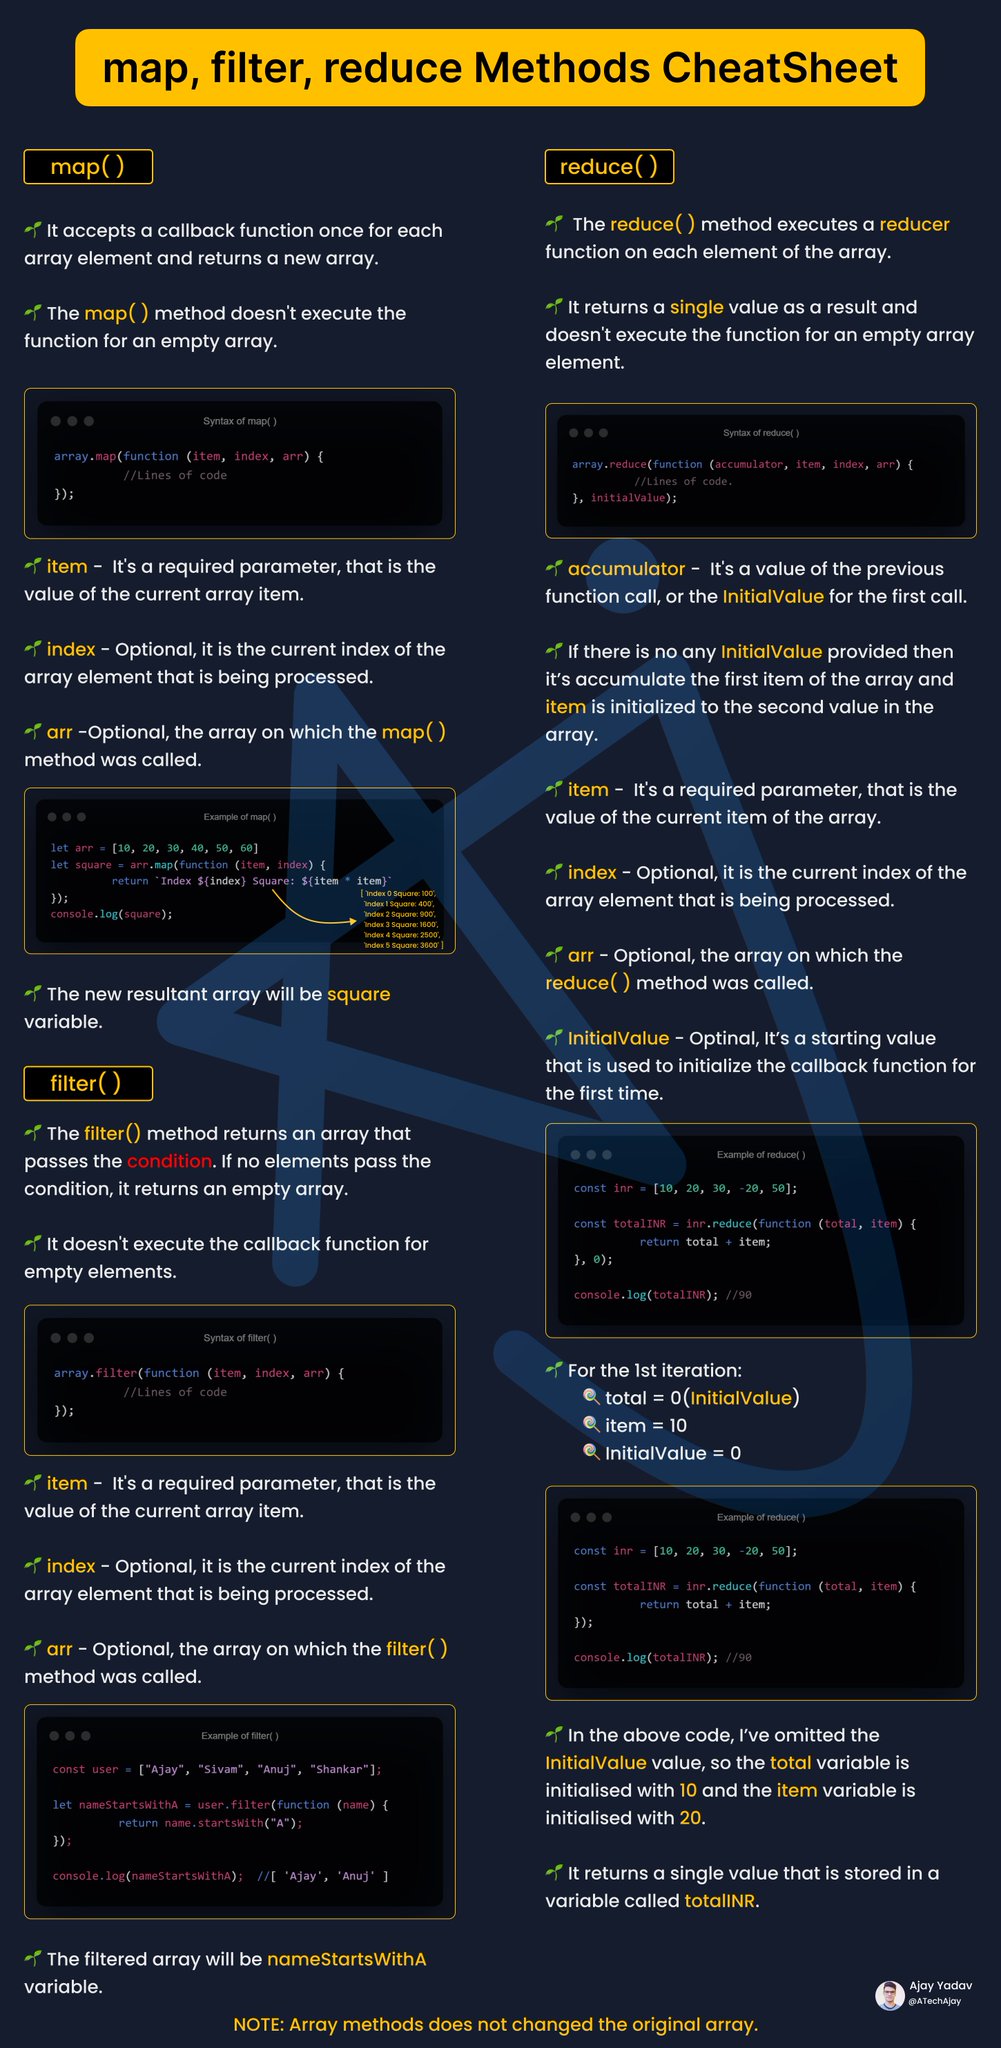 map, filter, reduce Methods CheatSheet
map( )
It accepts a callback function once for each
array element and returns a new array.
The map( ) method doesn't execute the
function for an empty array.
Syntax of map( )
array.map(function (item, index, arr) {
//Lines of code
});
item - It's a required parameter, that is the
value of the current array item.
index - Optional, it is the current index of the
array element that is being processed.
arr -Optional, the array on which the map( )
method was called.
Example of map( )
let arr = [10, 20, 30, 40, 50, 60]
let square = arr.map(function (item, index) {
return `Index ${index} Square: ${item * item}`
});
console.log(square);
[ 'Index 0 Square: 100',
'Index 1 Square: 400',
'Index 2 Square: 900',
'Index 3 Square: 1600',
'Index 4 Square: 2500',
'Index 5 Square: 3600' ]
The new resultant array will be square
variable.
filter( )
The filter() method returns an array that
passes the condition. If no elements pass the
condition, it returns an empty array.
It doesn't execute the callback function for
empty elements.
Syntax of filter( )
array.filter(function (item, index, arr) {
//Lines of code
});
item - It's a required parameter, that is the
value of the current array item.
index - Optional, it is the current index of the
array element that is being processed.
arr - Optional, the array on which the filter( )
method was called.
Example of filter( )
const user = ["Ajay", "Sivam", "Anuj", "Shankar"];
let nameStartsWithA = user.filter(function (name) {
return name.startsWith("A");
});
console.log(nameStartsWithA); //[ 'Ajay', 'Anuj' ]
The filtered array will be nameStartsWithA
variable.
reduce( )
The reduce( ) method executes a reducer
function on each element of the array.
It returns a single value as a result and
doesn't execute the function for an empty array
element.
Syntax of reduce( )
array.reduce(function (accumulator, item, index, arr) {
//Lines of code.
}, initialValue);
accumulator - It's a value of the previous
function call, or the InitialValue for the first call.
If there is no any InitialValue provided then
it's accumulate the first item of the array and
item is initialized to the second value in the
array.
item - It's a required parameter, that is the
value of the current item of the array.
index - Optional, it is the current index of the
array element that is being processed.
arr - Optional, the array on which the
reduce( ) method was called.
InitialValue - Optinal, It's a starting value
that is used to initialize the callback function for
the first time.
Example of reduce( )
const inr = [10, 20, 30, -20, 50];
const totalINR = inr.reduce(function (total, item) {
return total + item;
}, 0);
console.log(totalINR); //90
For the 1st iteration:
total = 0(InitialValue)
item = 10
InitialValue = 0
Example of reduce( )
const inr = [10, 20, 30, -20, 50];
const totalINR = inr.reduce(function (total, item) {
return total + item;
});
console.log(totalINR); //90
In the above code, I've omitted the
InitialValue value, so the total variable is
initialised with 10 and the item variable is
initialised with 20.
It returns a single value that is stored in a
variable called totalINR.
Ajay Yadav
@ATechAjay
NOTE: Array methods does not changed the original array.